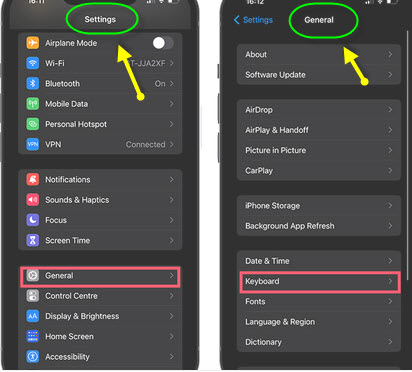 16:11
Settings
Airplane Mode
Wi-Fi T-JJA2XF
Bluetooth On
Mobile Data
Personal Hotspot
VPN VPN Connected
Notifications
Sounds & Haptics
Focus
Screen Time
General
Control Centre
AA Display & Brightness
Home Screen
Accessibility
16:12
Settings
General
About
Software Update
AirDrop
AirPlay & Handoff
Picture in Picture
CarPlay
iPhone Storage
Background App Refresh
Date & Time
Keyboard
Fonts
Language & Region
Dictionary